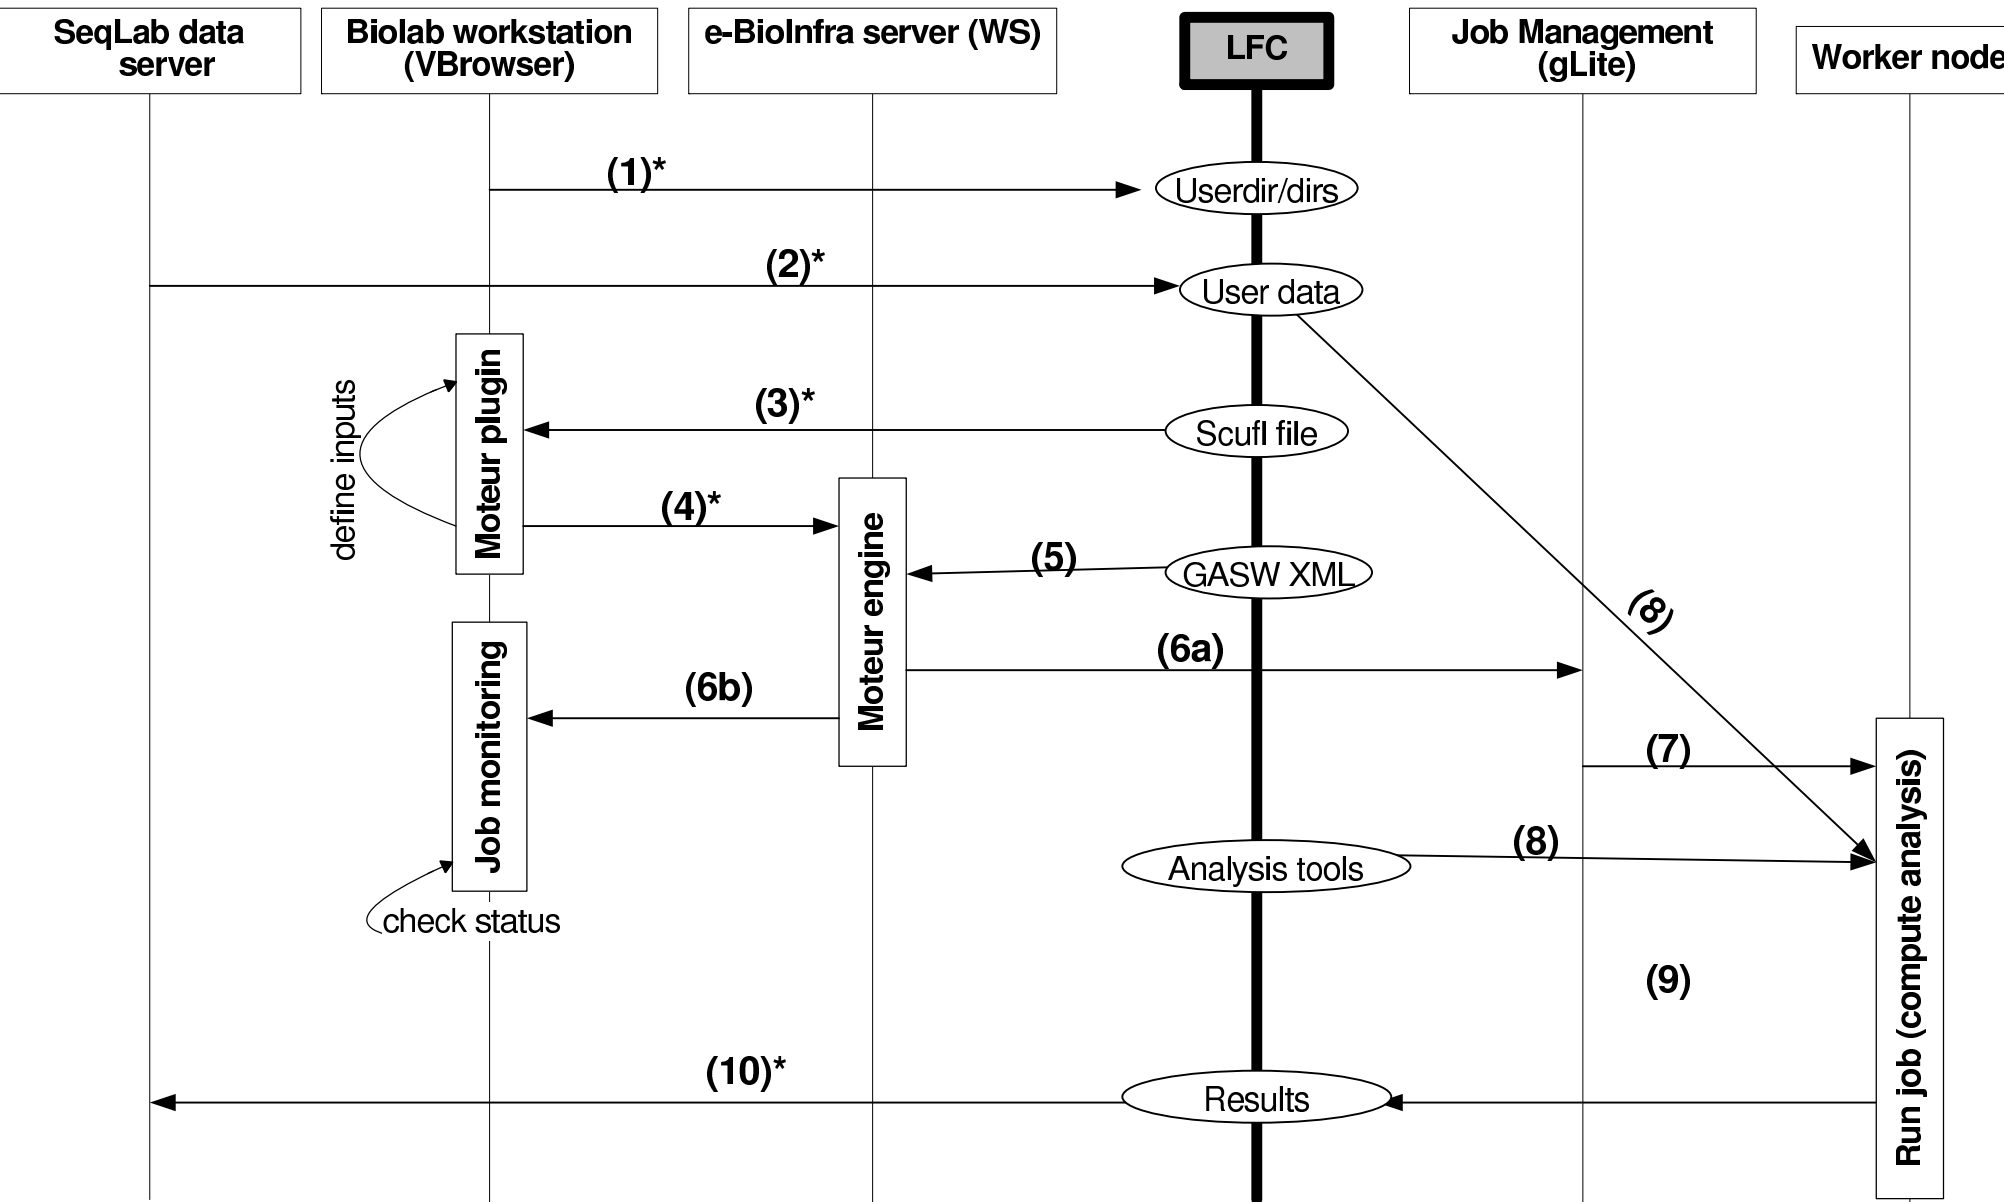 SeqLab data
server
Biolab workstation
(VBrowser)
e-BioInfra server (WS)
LFC
Job Management
(gLite)
Worker node
(1)*
Userdir/dirs
(2)*
User data
Moteur plugin
define inputs
(3)*
Scufl file
(4)*
Moteur engine
(5)
GASW XML
(8)
(6a)
(6b)
Job monitoring
(7)
Run job (compute analysis)
(8)
Analysis tools
check status
(9)
(10)*
Results